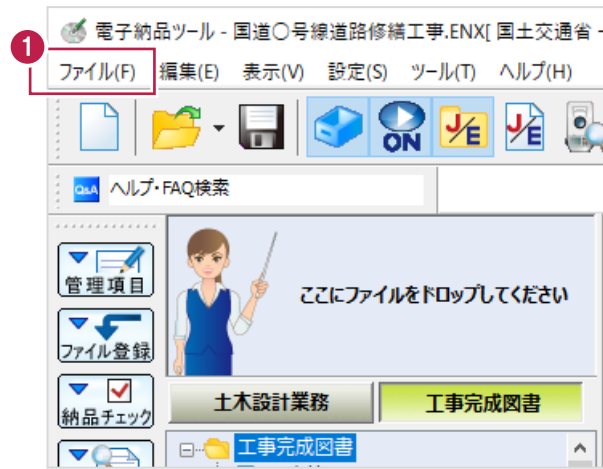 電子納品ツール - 国道〇号線道路修繕工事.ENX[ 国土交通省 -
1
ファイル(F) 編集(E) 表示(V) 設定(S) ツール(T) ヘルプ(H)
ON J/E J/E
Q&A ヘルプ・FAQ検索
管理項目
ここにファイルをドロップしてください
ファイル登録
納品チェック
土木設計業務 工事完成図書
工事完成図書